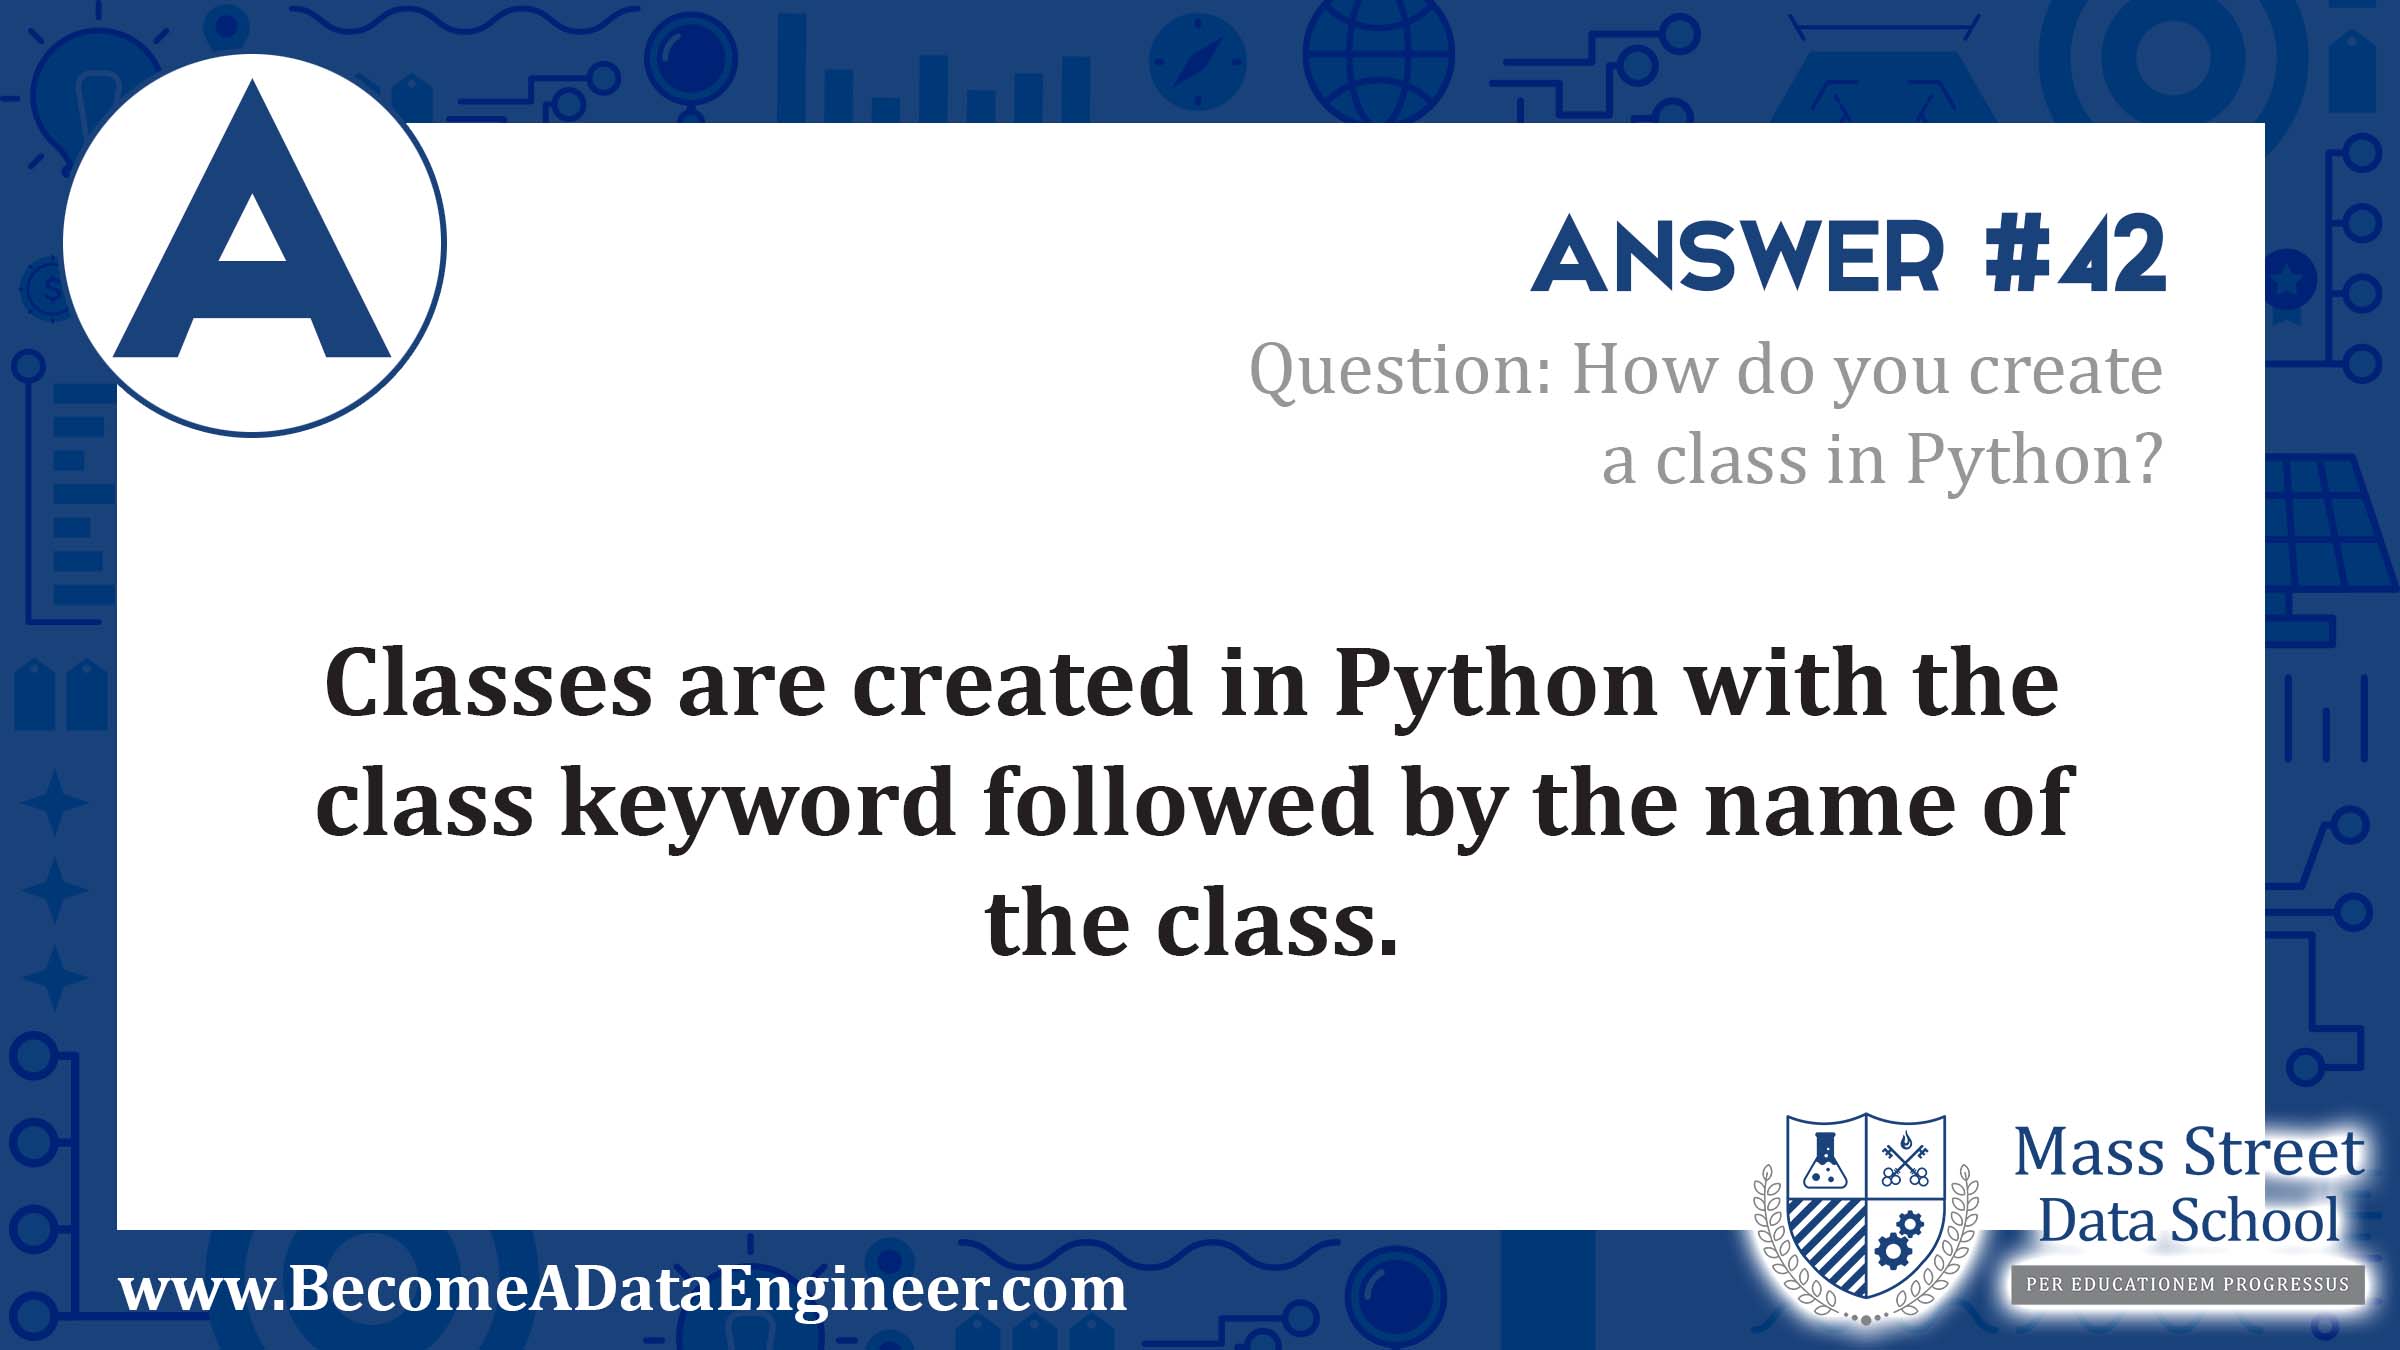 A
ANSWER #42
Question: How do you create
a class in Python?
Classes are created in Python with the
class keyword followed by the name of
the class.
Mass Street
Data School
PER EDUCATIONEM PROGRESSUS
www.BecomeADataEngineer.com